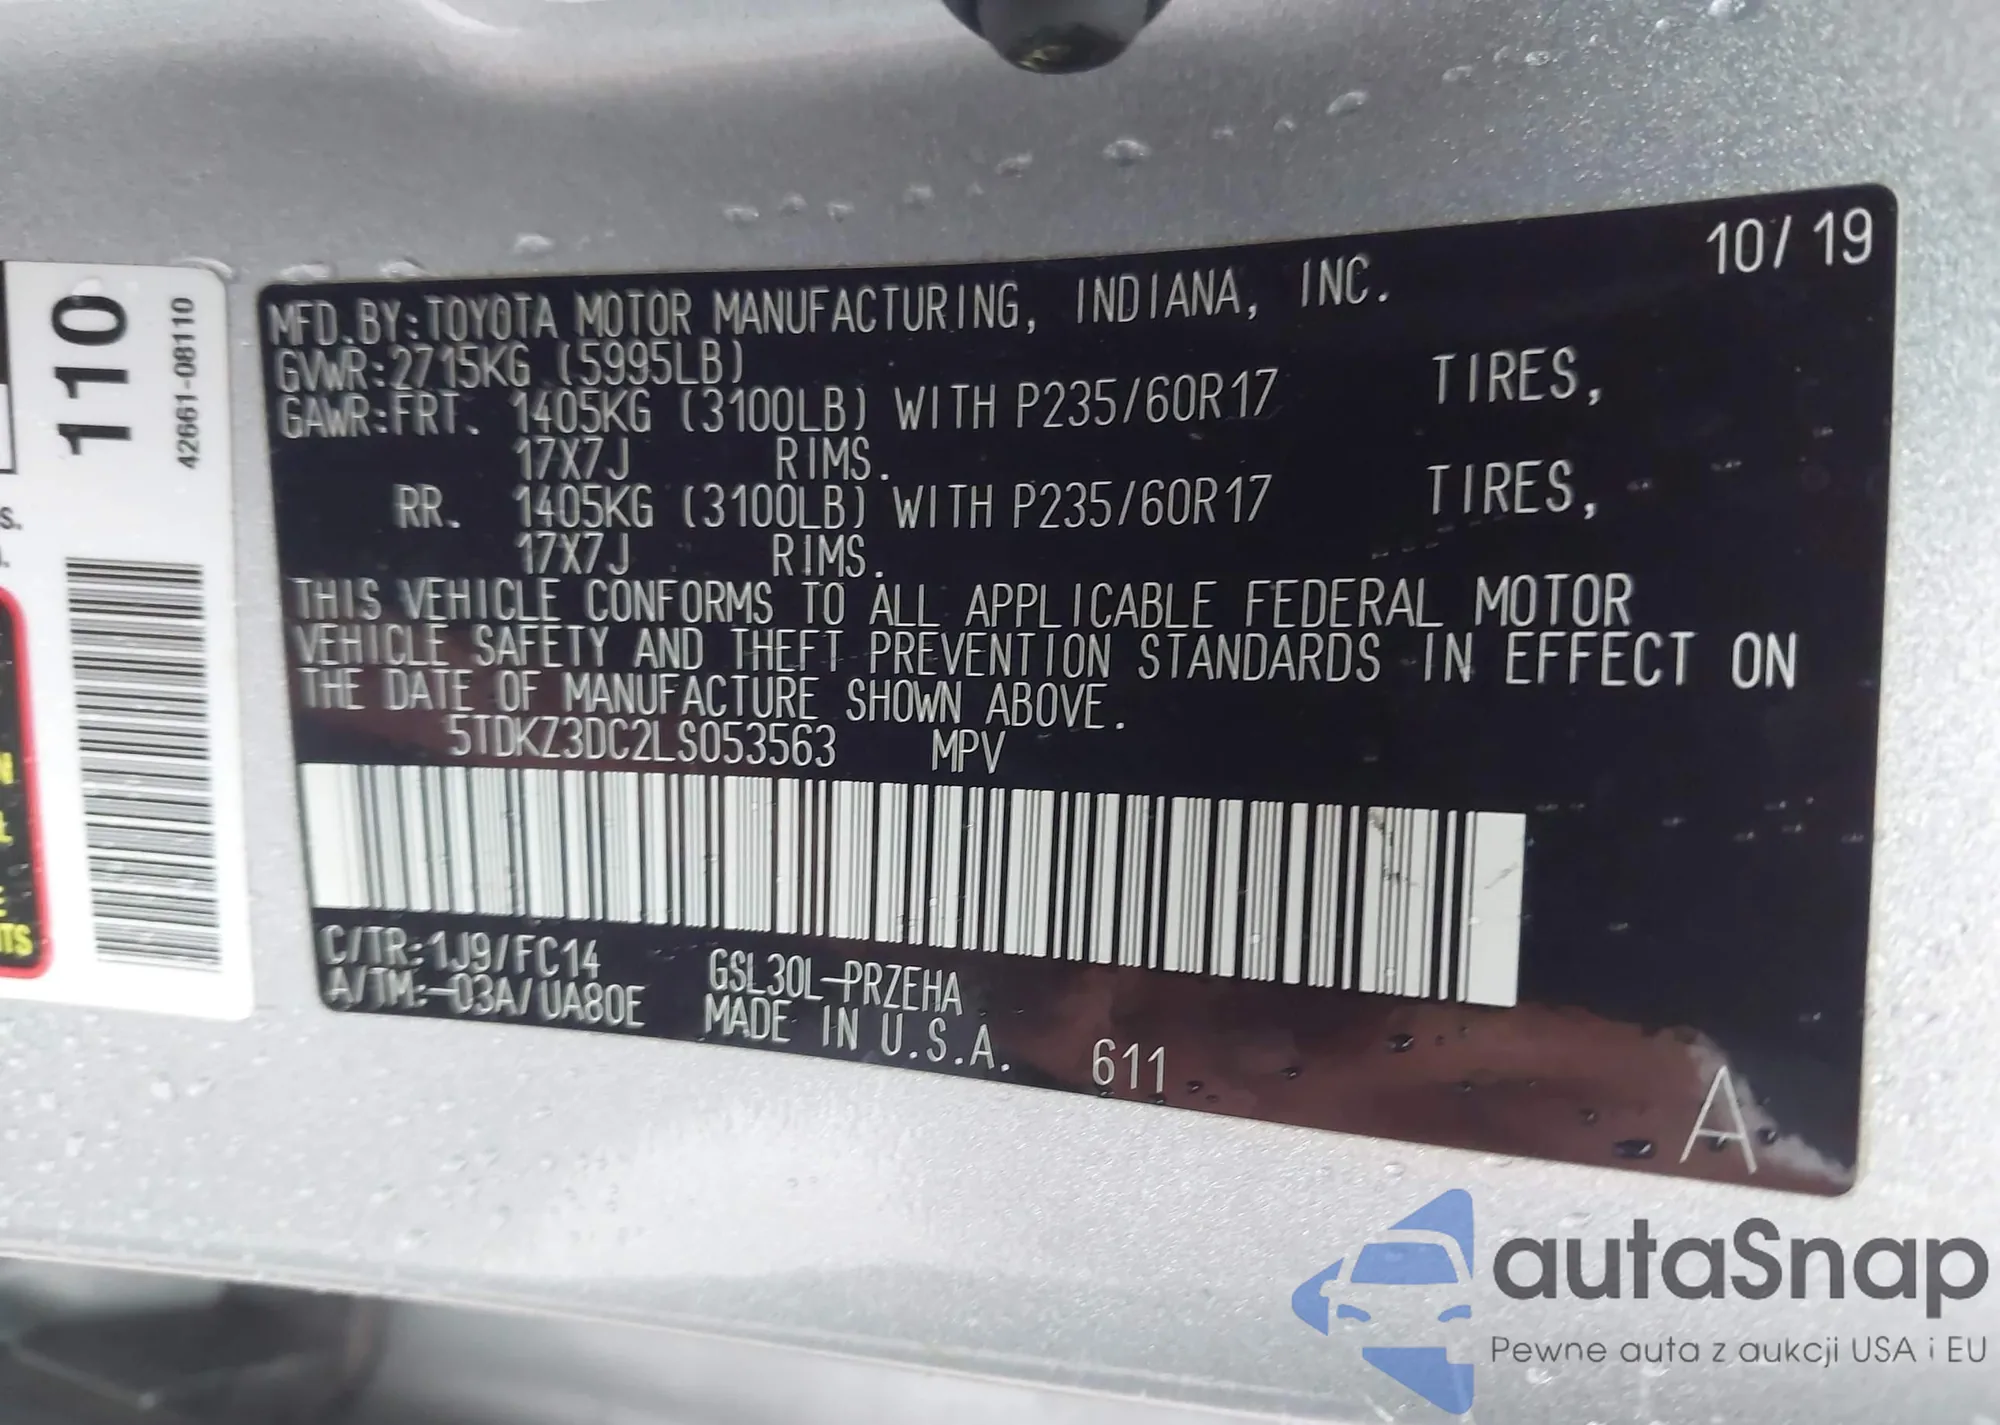 110
42661-08110
S.
N
E
ITS
10/19
MFD.BY:TOYOTA MOTOR MANUFACTURING, INDIANA, INC.
GVWR:2715KG (5995LB)
GAWR:FRT. 1405KG (3100LB) WITH P235/60R17 TIRES,
17X7J RIMS.
RR. 1405KG (3100LB) WITH P235/60R17 TIRES,
17X7J RIMS.
THIS VEHICLE CONFORMS TO ALL APPLICABLE FEDERAL MOTOR
VEHICLE SAFETY AND THEFT PREVENTION STANDARDS IN EFFECT ON
THE DATE OF MANUFACTURE SHOWN ABOVE.
5TDKZ3DC2LS053563 MPV
C/TR:1J9/FC14 GSL30L-PRZEHA
A/TM:-03A/UA80E MADE IN U.S.A. 611
A
autaSnap
Pewne auta z aukcji USA i EU